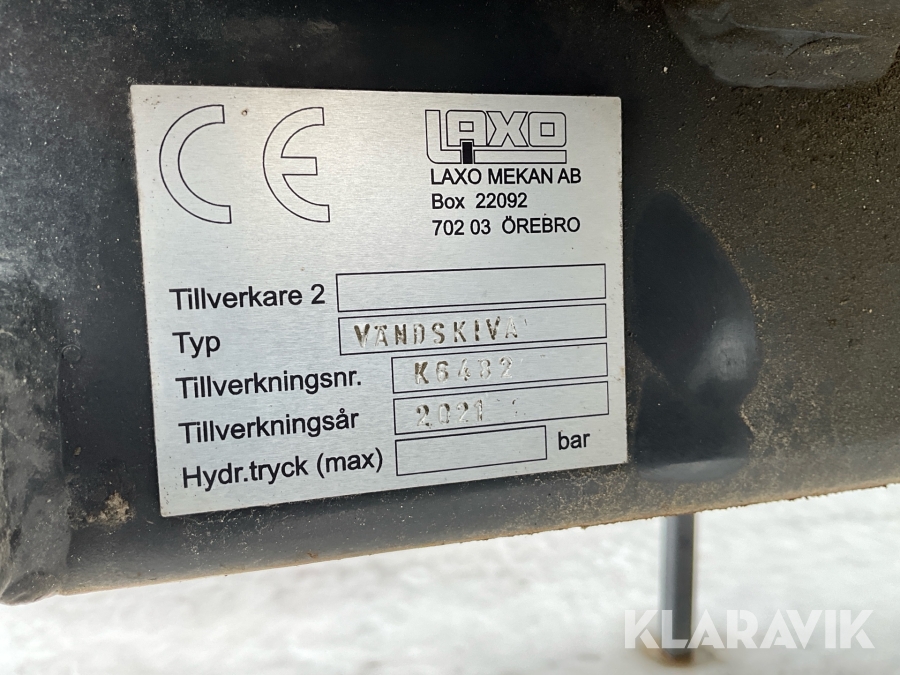 CE
LAXO
LAXO MEKAN AB
Box 22092
702 03 ÖREBRO
Tillverkare 2
Typ VÄNDSKIVA
Tillverkningsnr. K6482
Tillverkningsår 2021
Hydr.tryck (max) bar
KLARAVIK